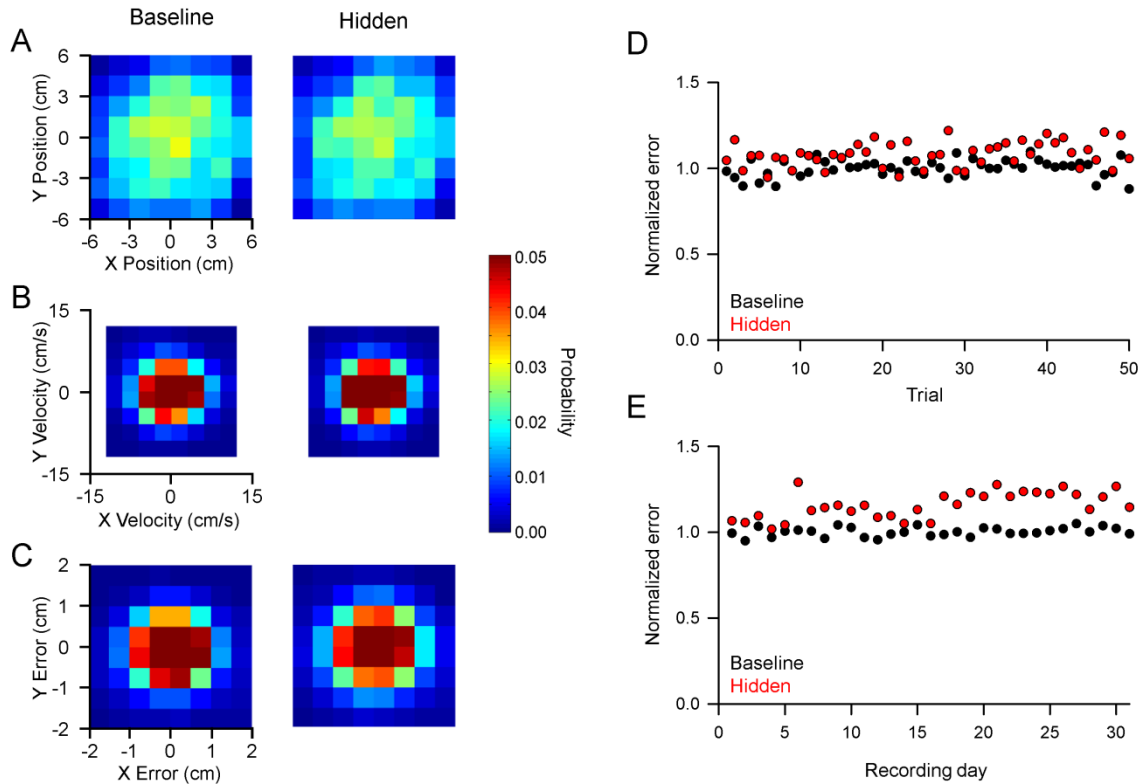 Baseline
Hidden
A
Y Position (cm)
6
3
0
-3
-6
-6 -3 0 3 6
X Position (cm)
B
Y Velocity (cm/s)
15
0
-15
-15 0 15
X Velocity (cm/s)
C
Y Error (cm)
2
1
0
-1
-2
-2 -1 0 1 2
X Error (cm)
0.05
0.04
0.03
0.02
0.01
0.00
Probability
D
Normalized error
1.5
1.0
0.5
0.0
Baseline
Hidden
0 10 20 30 40 50
Trial
E
Normalized error
1.5
1.0
0.5
0.0
Baseline
Hidden
0 5 10 15 20 25 30
Recording day